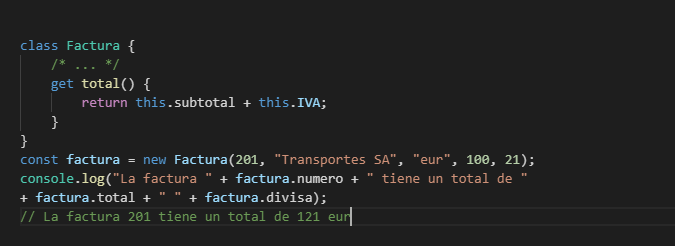 class Factura {
    /* ... */
    get total() {
        return this.subtotal + this.IVA;
    }
}
const factura = new Factura(201, "Transportes SA", "eur", 100, 21);
console.log("La factura " + factura.numero + " tiene un total de "
+ factura.total + " " + factura.divisa);
// La factura 201 tiene un total de 121 eur